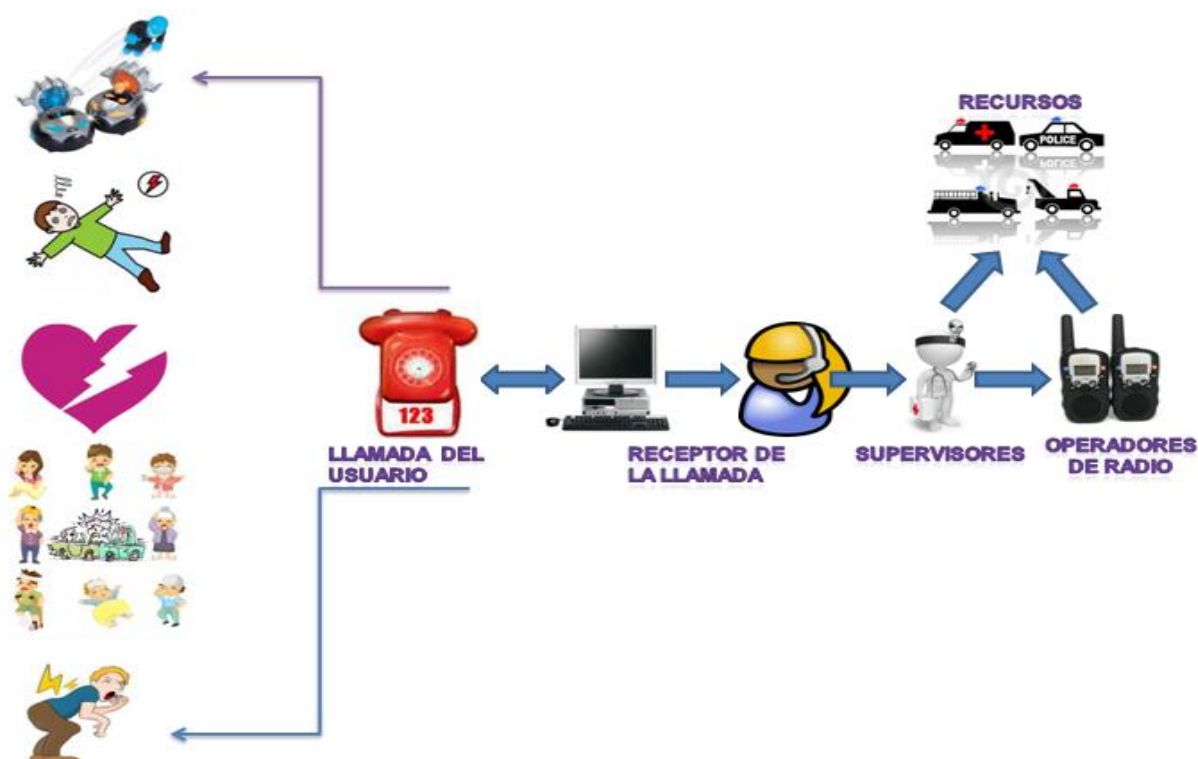 RECURSOS
POLICE
123
LLAMADA DEL
USUARIO
RECEPTOR DE
LA LLAMADA
SUPERVISORES
OPERADORES
DE RADIO